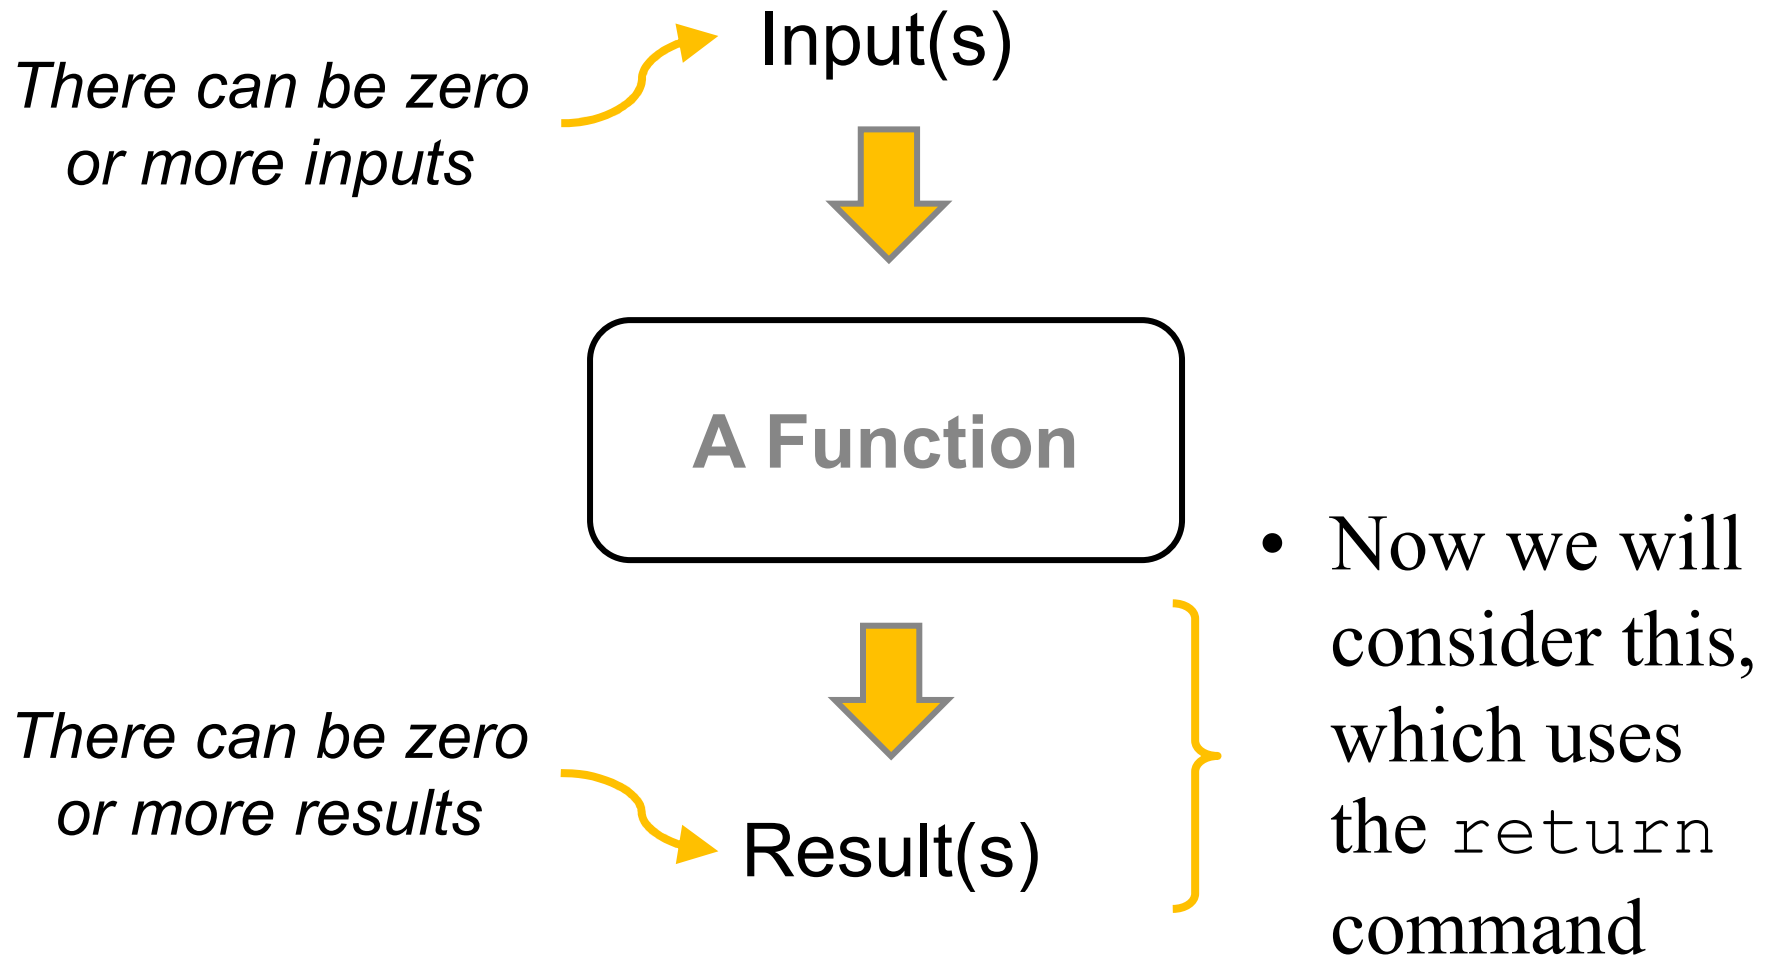 Input(s)
There can be zero
or more inputs
A Function
• Now we will
consider this,
which uses
the return
command
There can be zero
or more results
Result(s)